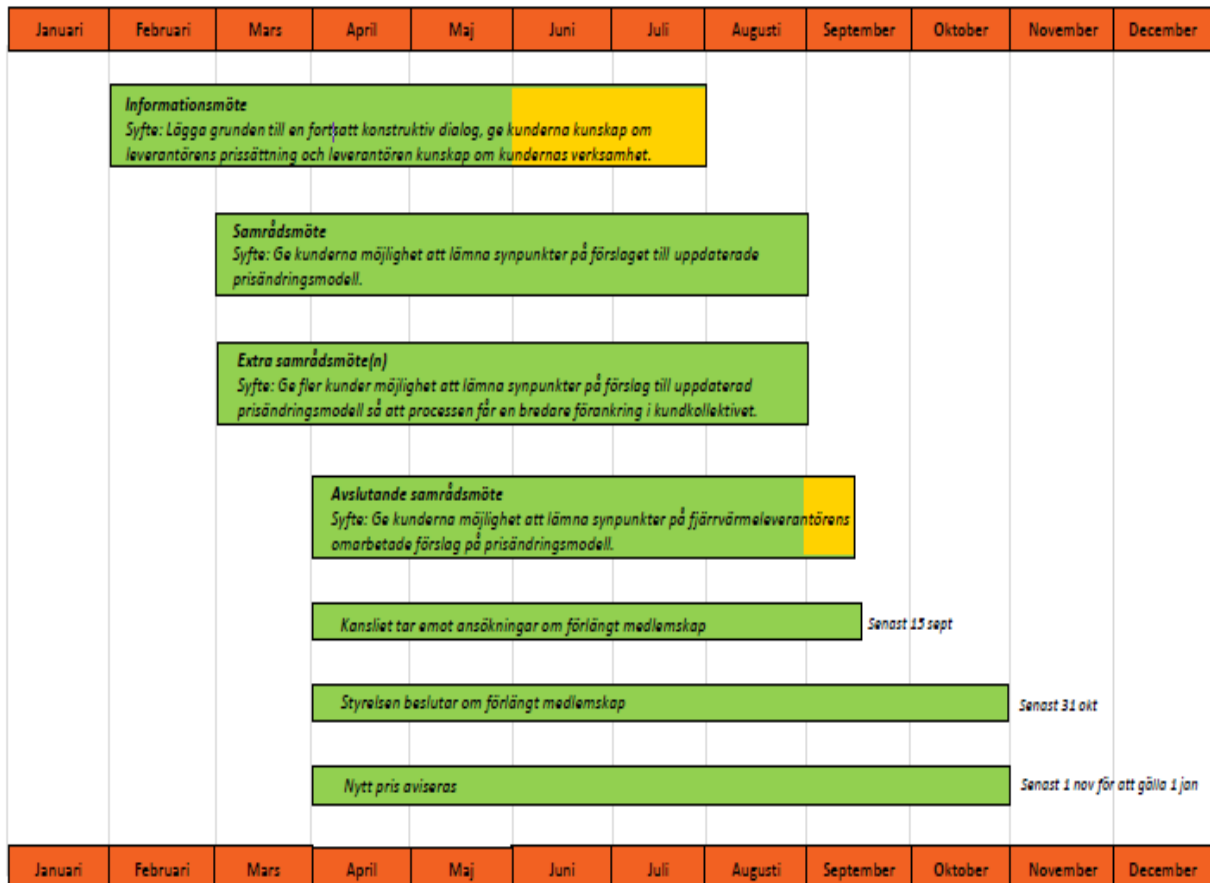 Januari Februari Mars April Maj Juni Juli Augusti September Oktober November December
Informationsmöte
Syfte: Lägga grunden till en fortsatt konstruktiv dialog, ge kunderna kunskap om
leverantörens prissättning och leverantören kunskap om kundernas verksamhet.
Samrådsmöte
Syfte: Ge kunderna möjlighet att lämna synpunkter på förslaget till uppdaterade
prisändringsmodell.
Extra samrådsmöte(n)
Syfte: Ge fler kunder möjlighet att lämna synpunkter på förslag till uppdaterad
prisändringsmodell så att processen får en bredare förankring i kundkollektivet.
Avslutande samrådsmöte
Syfte: Ge kunderna möjlighet att lämna synpunkter på fjärrvärmeleverantörens
omarbetade förslag på prisändringsmodell.
Kansliet tar emot ansökningar om förlängt medlemskap Senast 15 sept
Styrelsen beslutar om förlängt medlemskap Senast 31 okt
Nytt pris aviseras Senast 1 nov för att gälla 1 jan
Januari Februari Mars April Maj Juni Juli Augusti September Oktober November December